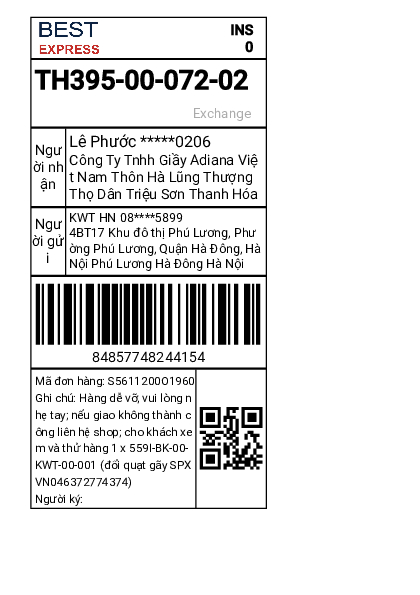 BEST
EXPRESS
INS
0
TH395-00-072-02
Exchange
Ngư
ời nh
ận
Lê Phước *****0206
Công Ty Tnhh Giầy Adiana Việ
t Nam Thôn Hà Lũng Thượng
Thọ Dân Triệu Sơn Thanh Hóa
Ngư
ời gử
i
KWT HN 08****5899
4BT17 Khu đô thị Phú Lương, Phư
ờng Phú Lương, Quận Hà Đông, Hà
Nội Phú Lương Hà Đông Hà Nội
84857748244154
Mã đơn hàng: S561120001960
Ghi chú: Hàng dễ vỡ, vui lòng n
hẹ tay; nếu giao không thành c
ông liên hệ shop; cho khách xe
m và thử hàng 1 x 559I-BK-00-
KWT-00-001 (đổi quạt gãy SPX
VN046372774374)
Người ký: